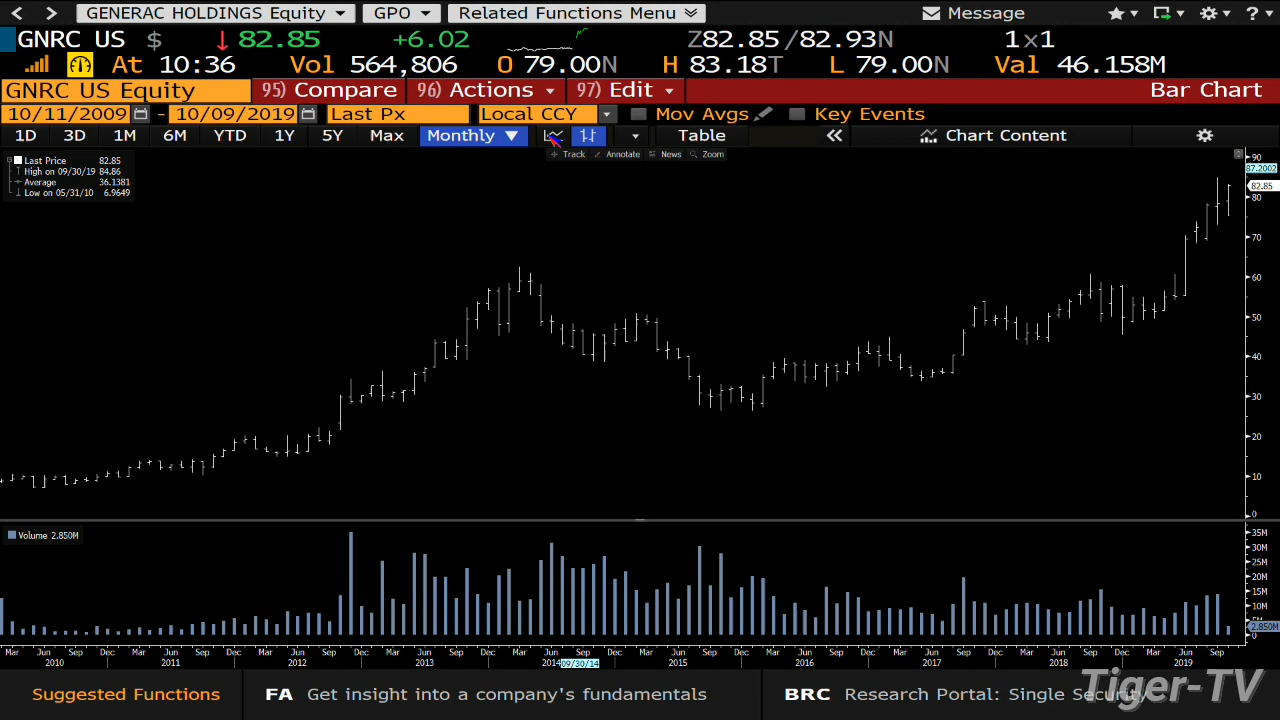 GENERAC HOLDINGS Equity GPO Related Functions Menu Message ?
GNRC US $ ↓ 82.85 +6.02 Z82.85/82.93N 1x1
At 10:36 Vol 564,806 O 79.00N H 83.18T L 79.00N Val 46.158M
GNRC US Equity 95) Compare 96) Actions 97) Edit Bar Chart
10/11/2009 - 10/09/2019 Last Px Local CCY Mov Avgs Key Events
1D 3D 1M 6M YTD 1Y 5Y Max Monthly ▼ Table « Chart Content
Track Annotate News Zoom
Last Price 82.85
High on 09/30/19 84.86
Average 36.1381
Low on 05/31/10 6.9649
90
87.2002
82.85
80
70
60
50
40
30
20
10
0
Volume 2.850M
35M
30M
25M
20M
15M
10M
5M
2.850M
0
Mar Jun Sep Dec Mar Jun Sep Dec Mar Jun Sep Dec Mar Jun Sep Dec Mar Jun Sep Dec Mar Jun Sep Dec Mar Jun Sep Dec Mar Jun Sep Dec Mar Jun Sep Dec Mar Jun Sep
2010 2011 2012 2013 2014 09/30/14 2015 2016 2017 2018 2019
Suggested Functions FA Get insight into a company's fundamentals BRC Research Portal: Single Security
Tiger-TV